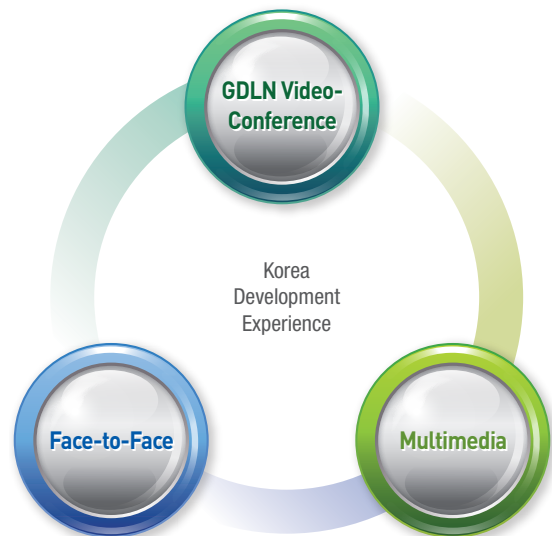 GDLN Video-
Conference
Korea
Development
Experience
Face-to-Face
Multimedia